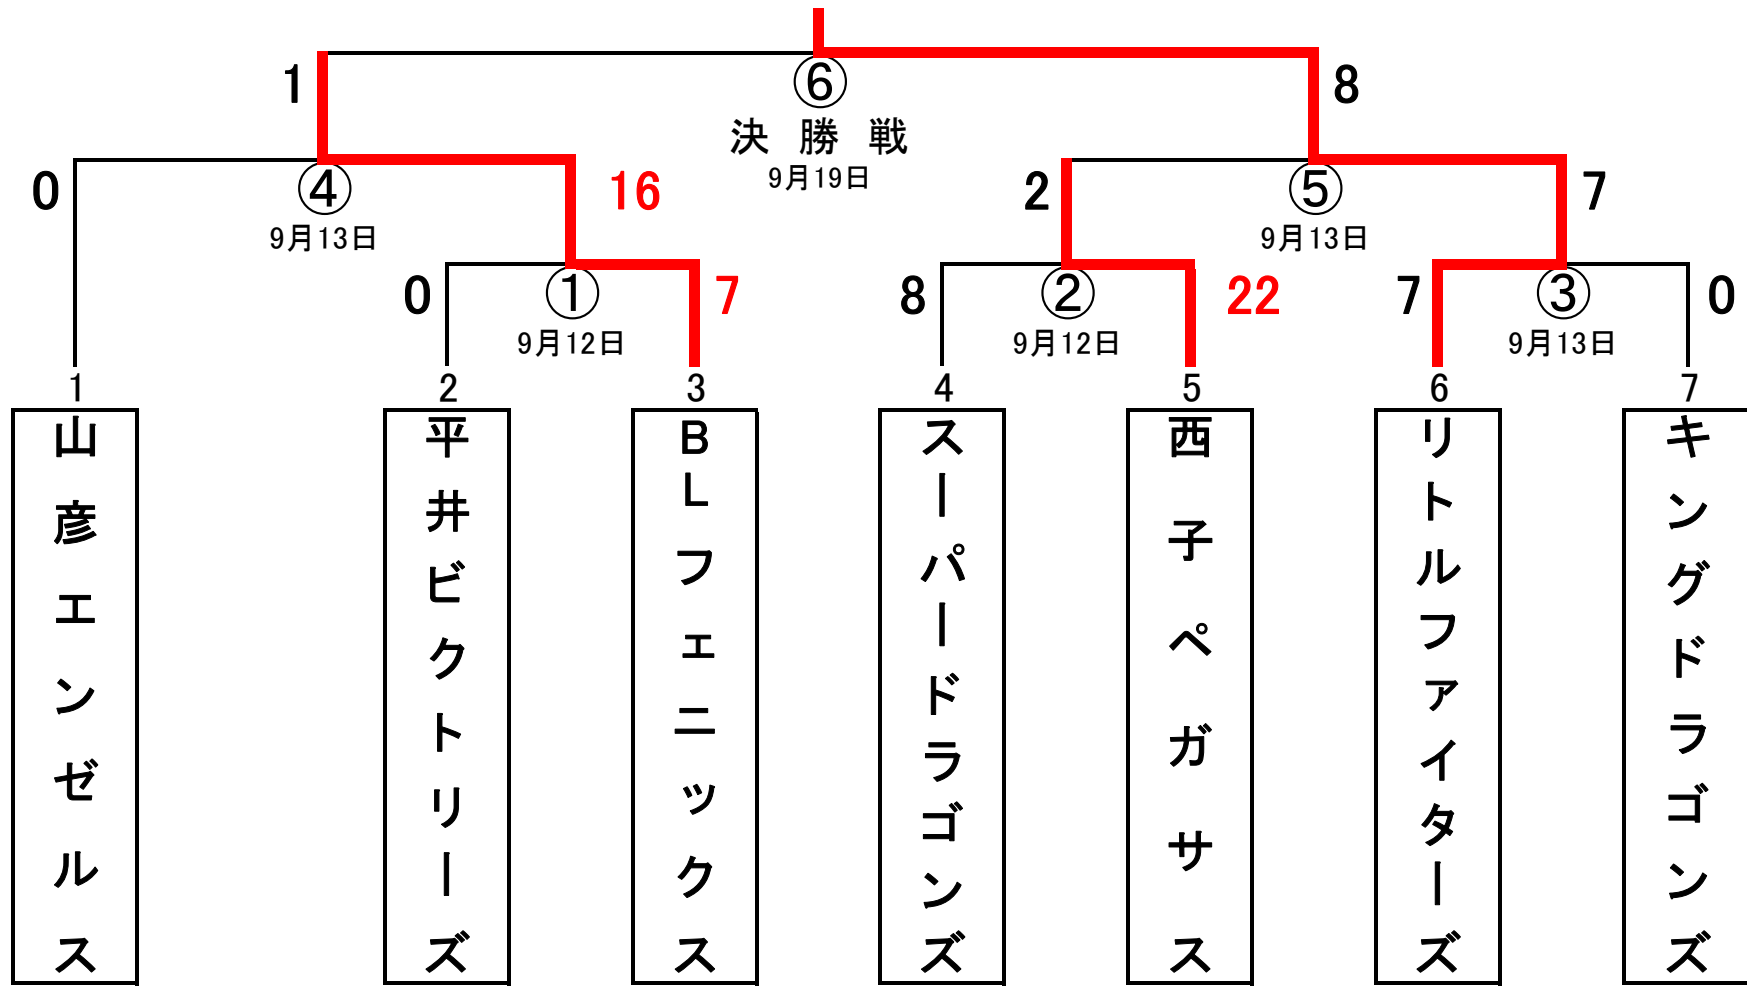 1
⑥
8
決勝戦
9月19日
0
④
16
2
⑤
7
9月13日
9月13日
0
①
7
8
②
22
7
③
0
9月12日
9月12日
9月13日
1
2
3
4
5
6
7
山彦エンゼルス
平井ビクトリーズ
BLフェニックス
スーパードラゴンズ
西子ペガサス
リトルファイターズ
キングドラゴンズ